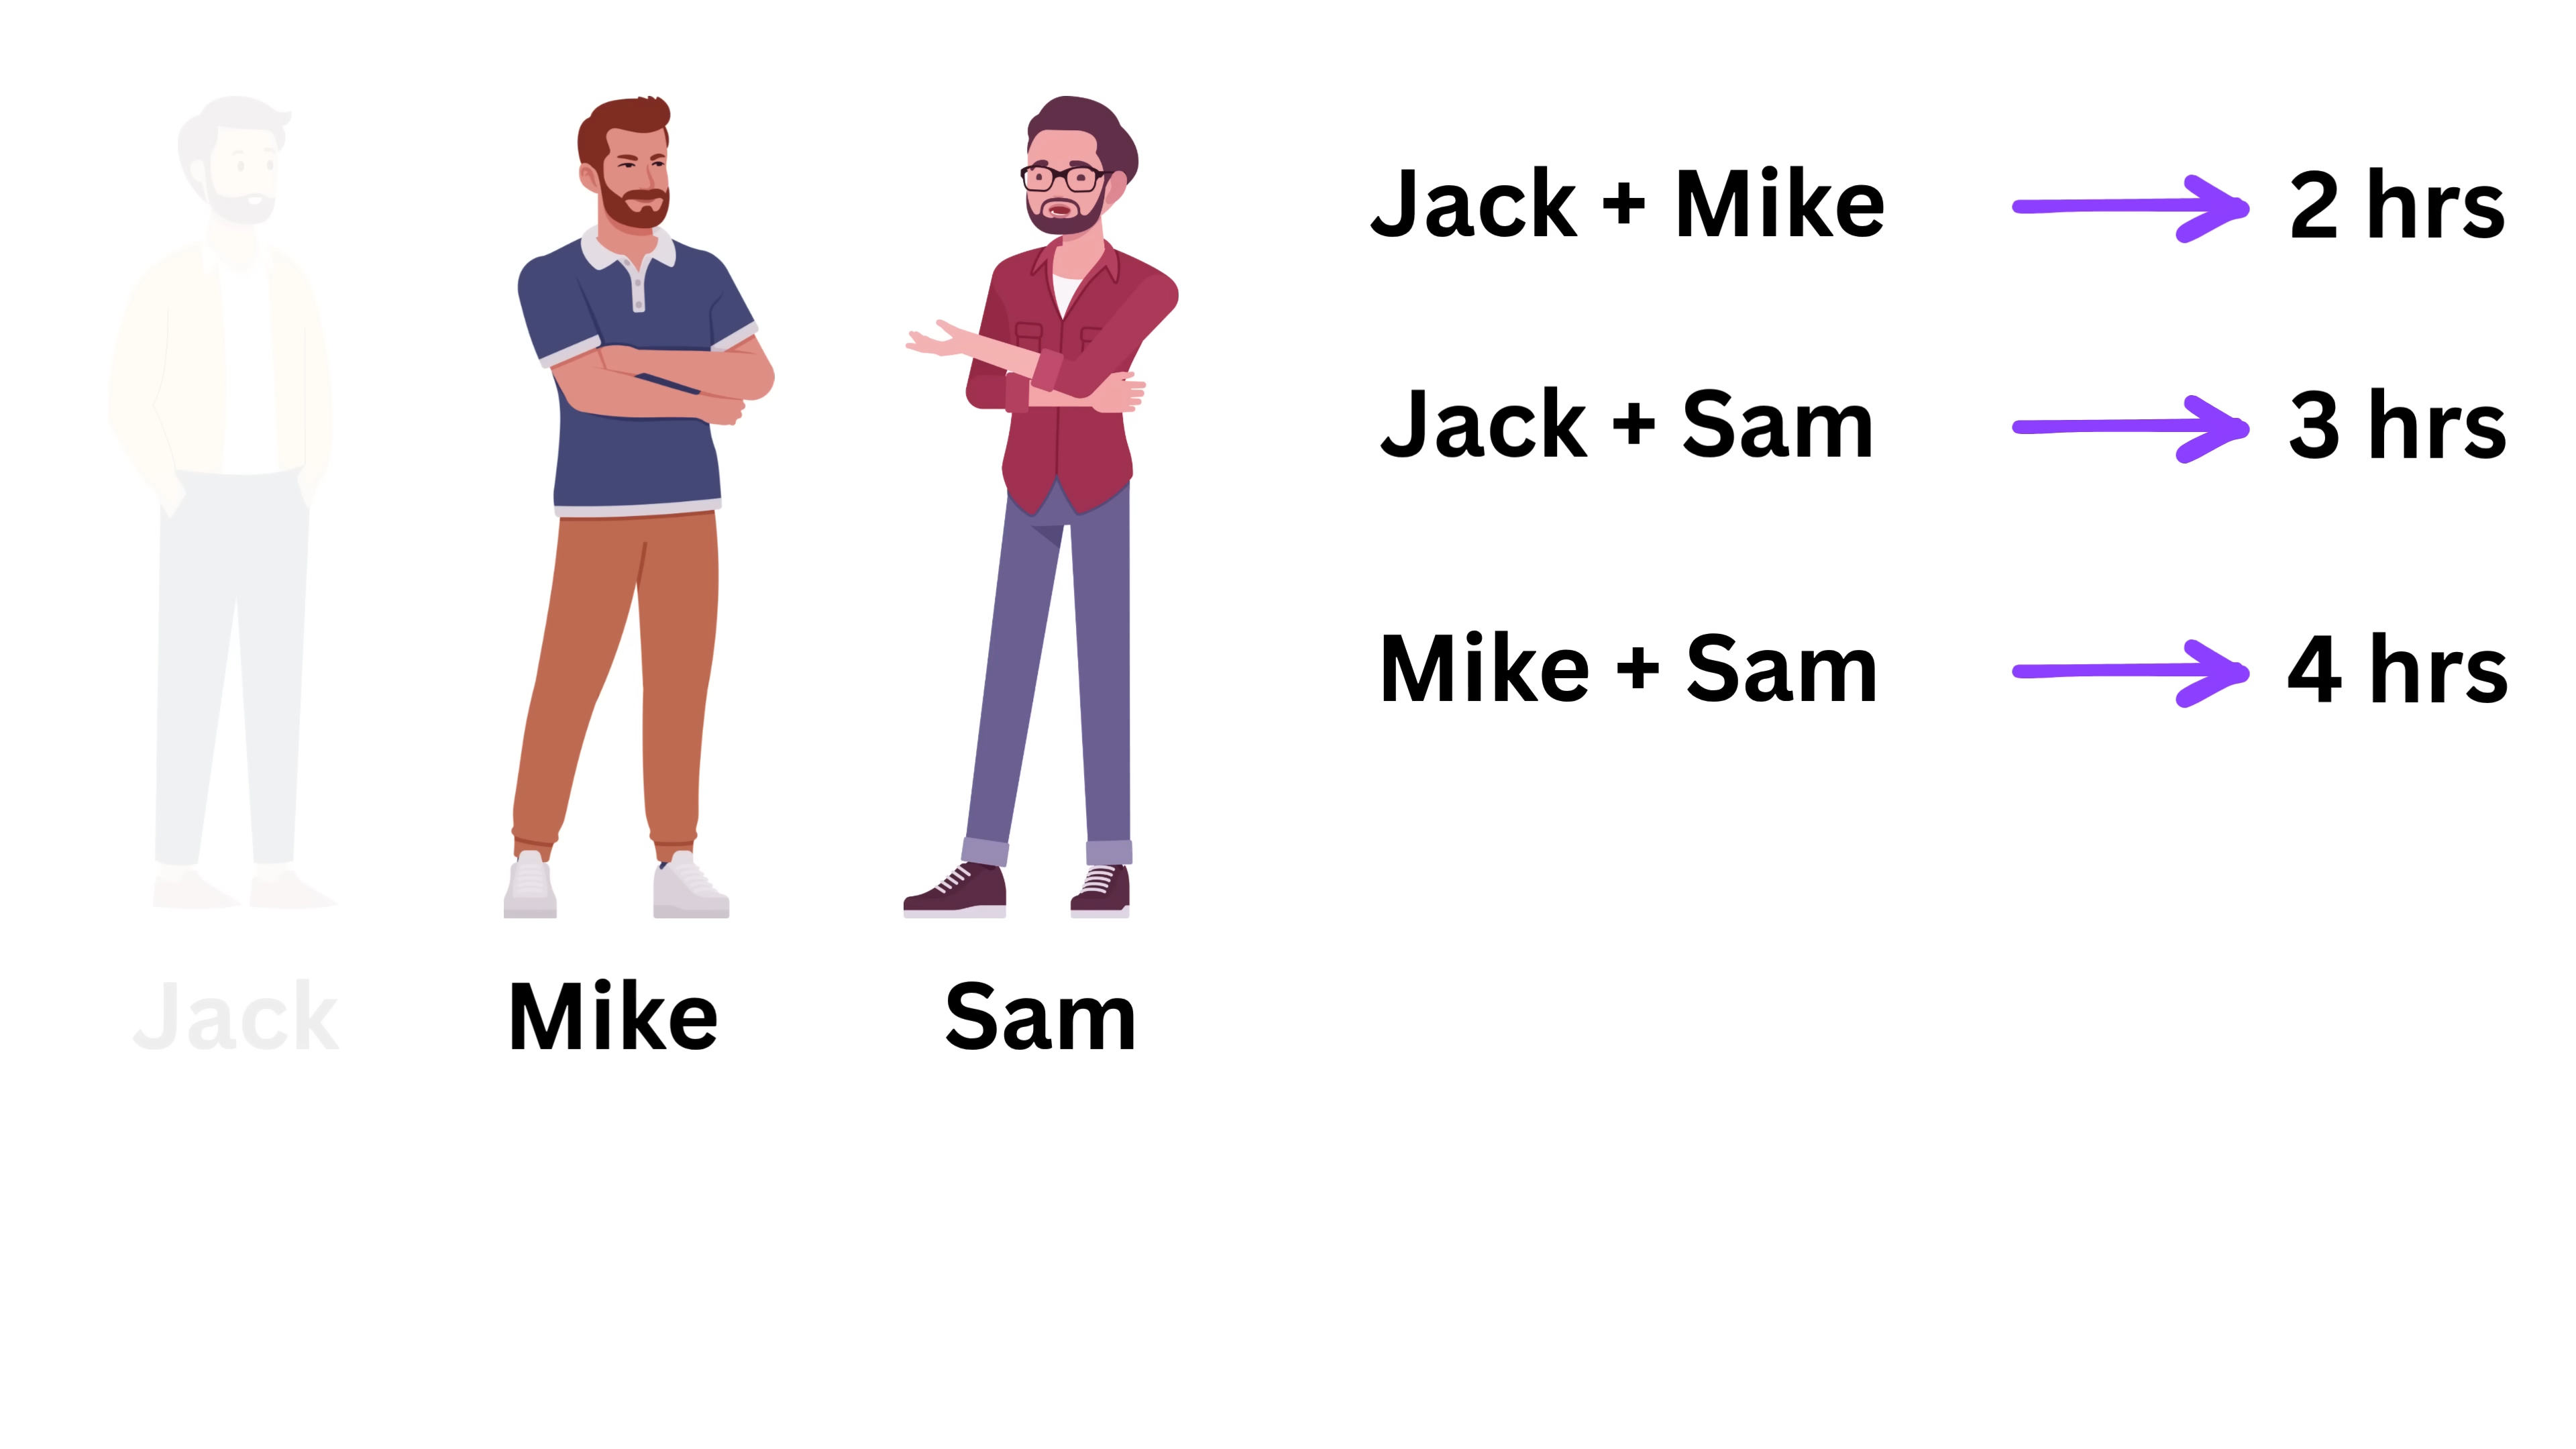 Jack + Mike → 2 hrs
Jack + Sam → 3 hrs
Mike + Sam → 4 hrs
Jack Mike Sam